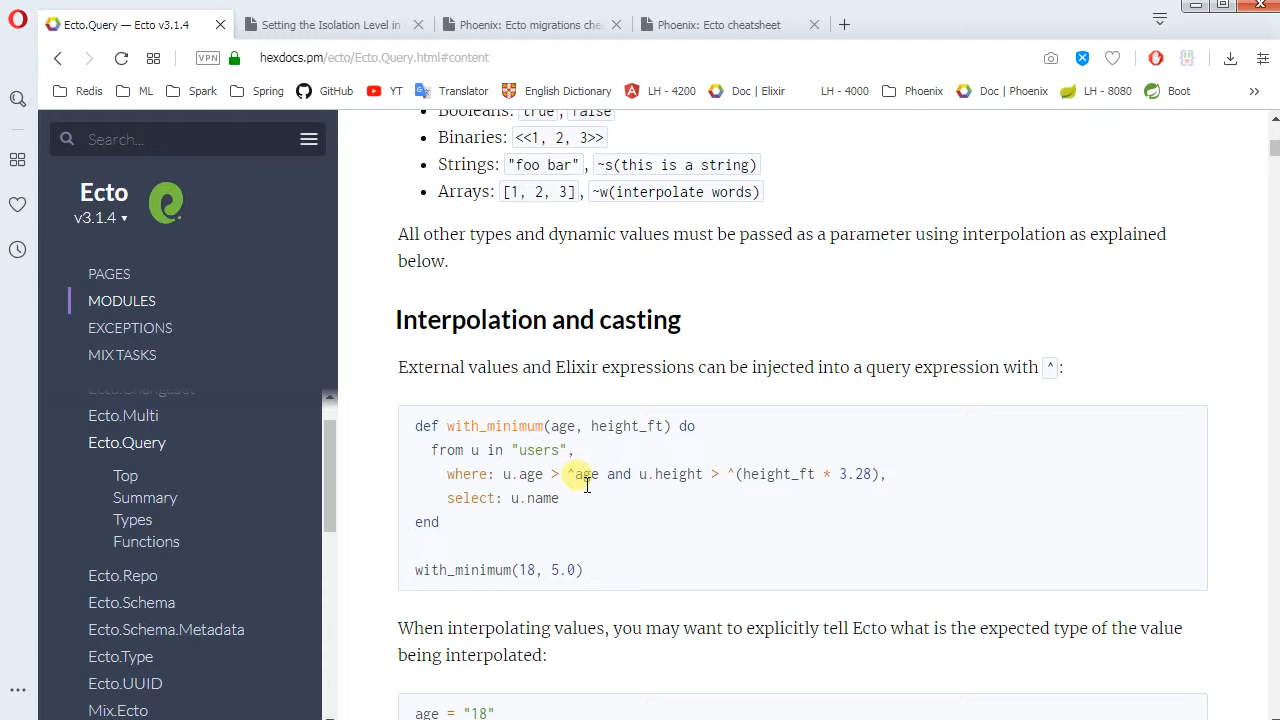 Ecto.Query — Ecto v3.1.4
Setting the Isolation Level in
Phoenix: Ecto migrations che
Phoenix: Ecto cheatsheet
VPN
hexdocs.pm/ecto/Ecto.Query.html#content
Redis
ML
Spark
Spring
GitHub
YT
Translator
English Dictionary
LH - 4200
Doc | Elixir
LH - 4000
Phoenix
Doc | Phoenix
LH - 8080
Boot
Search...
Ecto
v3.1.4
PAGES
MODULES
EXCEPTIONS
MIX TASKS
Ecto.Changeset
Ecto.Multi
Ecto.Query
Top
Summary
Types
Functions
Ecto.Repo
Ecto.Schema
Ecto.Schema.Metadata
Ecto.Type
Ecto.UUID
Mix.Ecto
Booleans: true, false
Binaries: <<1, 2, 3>>
Strings: "foo bar", ~s(this is a string)
Arrays: [1, 2, 3], ~w(interpolate words)
All other types and dynamic values must be passed as a parameter using interpolation as explained
below.
Interpolation and casting
External values and Elixir expressions can be injected into a query expression with ^:
def with_minimum(age, height_ft) do
from u in "users",
where: u.age > ^age and u.height > ^(height_ft * 3.28),
select: u.name
end
with_minimum(18, 5.0)
When interpolating values, you may want to explicitly tell Ecto what is the expected type of the value
being interpolated:
age = "18"